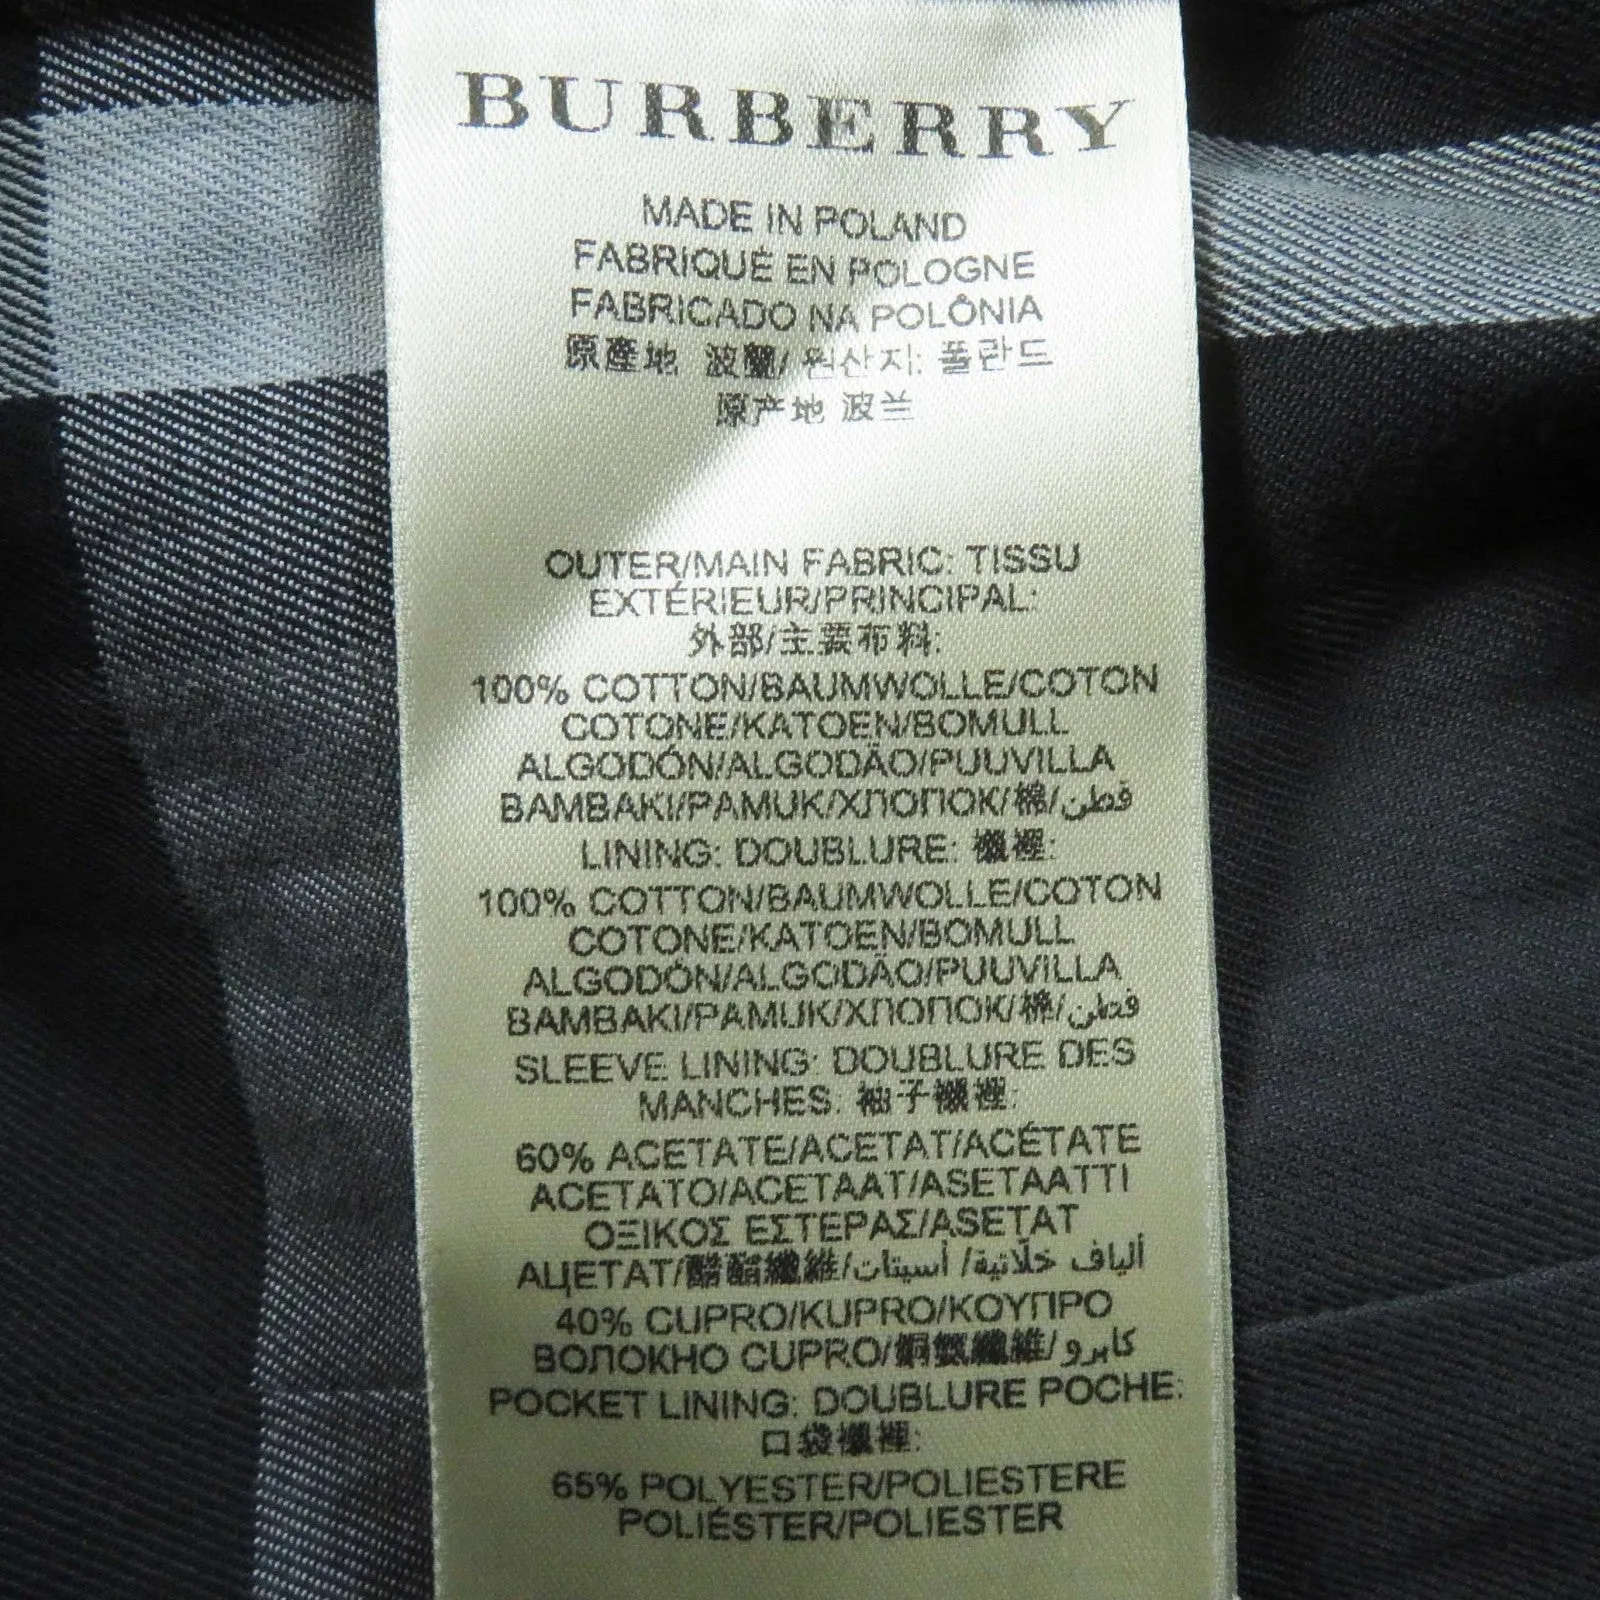 BURBERRY
MADE IN POLAND
FABRIQUÉ EN POLOGNE
FABRICADO NA POLÔNIA
原產地 波蘭/ 원산지: 폴란드
原产地 波兰
OUTER/MAIN FABRIC: TISSU
EXTÉRIEUR/PRINCIPAL:
外部/主要布料:
100% COTTON/BAUMWOLLE/COTON
COTONE/KATOEN/BOMULL
ALGODÓN/ALGODÃO/PUUVILLA
BAMBAKI/PAMUK/ХЛОПОК/棉/قطن
LINING: DOUBLURE: 襯裡:
100% COTTON/BAUMWOLLE/COTON
COTONE/KATOEN/BOMULL
ALGODÓN/ALGODÃO/PUUVILLA
BAMBAKI/PAMUK/ХЛОПОК/棉/قطن
SLEEVE LINING: DOUBLURE DES
MANCHES: 袖子襯裡:
60% ACETATE/ACETAT/ACÉTATE
ACETATO/ACETAAT/ASETAATTI
ΟΞΙΚΟΣ ΕΣΤΕΡΑΣ/ASETAT
АЦЕТАТ/醋酯纖維/ألياف خلّاتية/ أسيتات
40% CUPRO/KUPRO/ΚΟΥΠΡΟ
ВОЛОКНО CUPRO/銅氨纖維/كابرو
POCKET LINING: DOUBLURE POCHE:
口袋襯裡:
65% POLYESTER/POLIESTERE
POLIÉSTER/POLIESTER